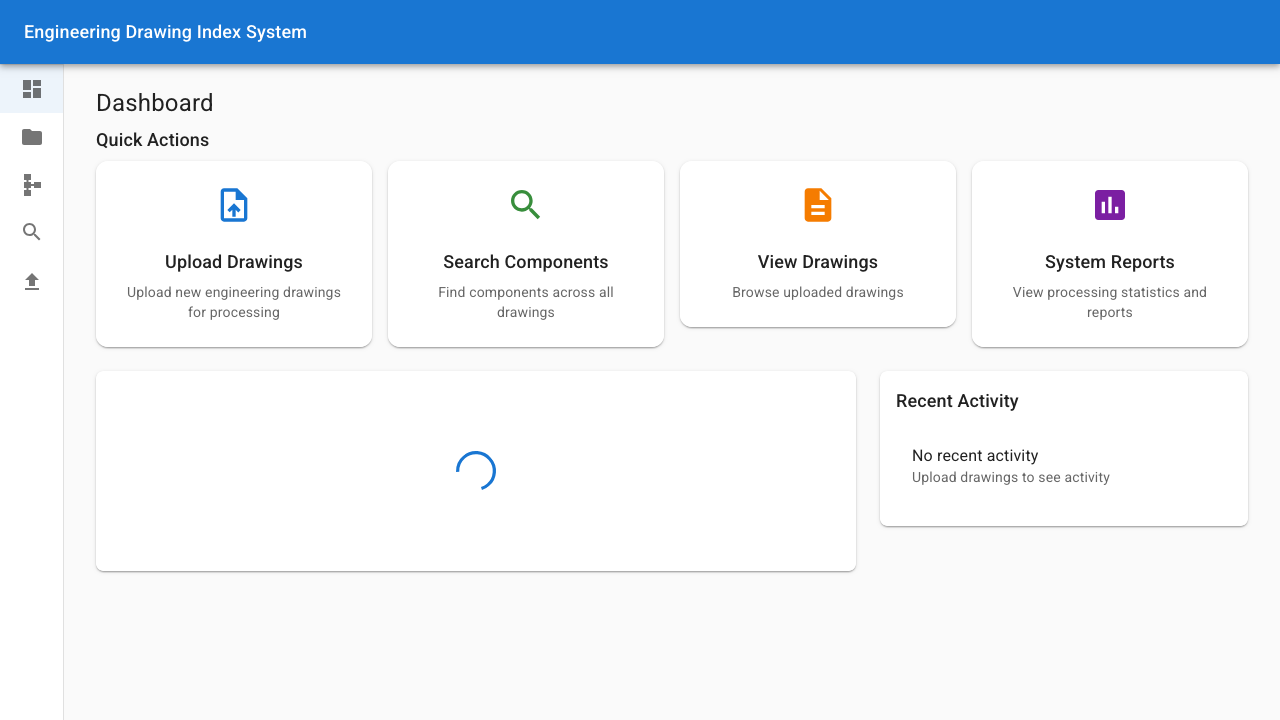 Engineering Drawing Index System
Dashboard
Quick Actions
Upload Drawings
Upload new engineering drawings
for processing
Search Components
Find components across all
drawings
View Drawings
Browse uploaded drawings
System Reports
View processing statistics and
reports
Recent Activity
No recent activity
Upload drawings to see activity